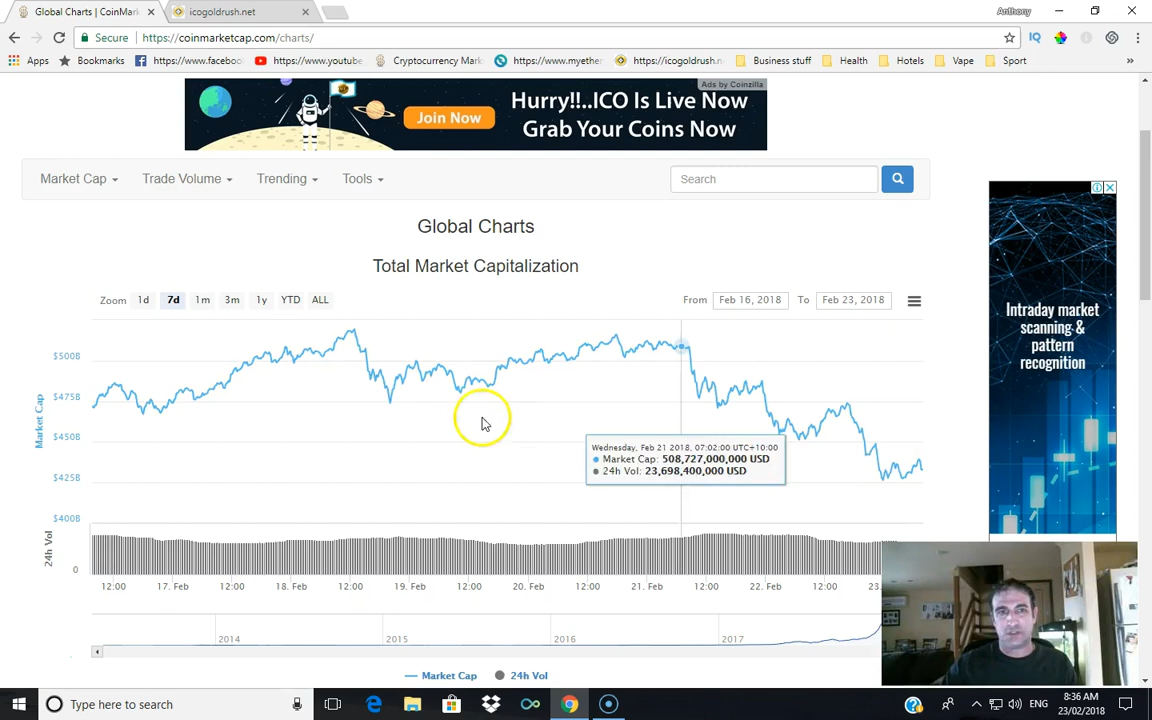 Global Charts | CoinMark
icogoldrush.net
Anthony
Secure
https://coinmarketcap.com/charts/
Apps
Bookmarks
https://www.faceboo
https://www.youtube
Cryptocurrency Mark
https://www.myether
https://icogoldrush.n
Business stuff
Health
Hotels
Vape
Sport
Ads by Coinzilla
Join Now
Hurry!!..ICO Is Live Now
Grab Your Coins Now
Market Cap
Trade Volume
Trending
Tools
Search
Global Charts
Total Market Capitalization
Zoom 1d 7d 1m 3m 1y YTD ALL
From Feb 16, 2018 To Feb 23, 2018
Intraday market
scanning &
pattern
recognition
$500B
$475B
$450B
$425B
$400B
0
Market Cap
24h Vol
Wednesday, Feb 21 2018, 07:02:00 UTC+10:00
Market Cap: 508,727,000,000 USD
24h Vol: 23,698,400,000 USD
12:00 17. Feb 12:00 18. Feb 12:00 19. Feb 12:00 20. Feb 12:00 21. Feb 12:00 22. Feb 12:00 23.
2014 2015 2016 2017
Market Cap 24h Vol
Type here to search
ENG
8:36 AM
23/02/2018